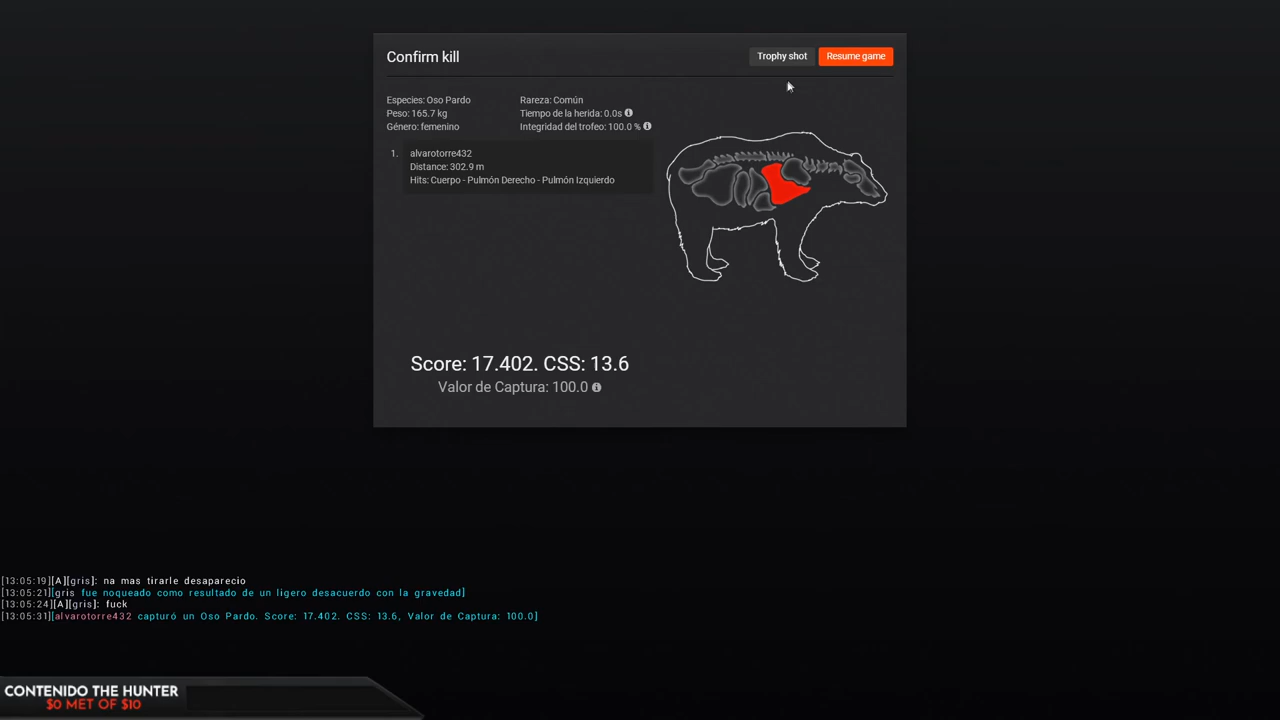 Confirm kill
Trophy shot
Resume game
Especies: Oso Pardo
Rareza: Común
Peso: 165.7 kg
Tiempo de la herida: 0.0s
Género: femenino
Integridad del trofeo: 100.0 %
1. alvarotorre432
Distance: 302.9 m
Hits: Cuerpo - Pulmón Derecho - Pulmón Izquierdo
Score: 17.402. CSS: 13.6
Valor de Captura: 100.0
[13:05:19][A][gris]: na mas tirarle desaparecio
[13:05:21][gris fue noqueado como resultado de un ligero desacuerdo con la gravedad]
[13:05:24][A][gris]: fuck
[13:05:31][alvarotorre432 capturó un Oso Pardo. Score: 17.402. CSS: 13.6, Valor de Captura: 100.0]
CONTENIDO THE HUNTER
$0 MET OF $10